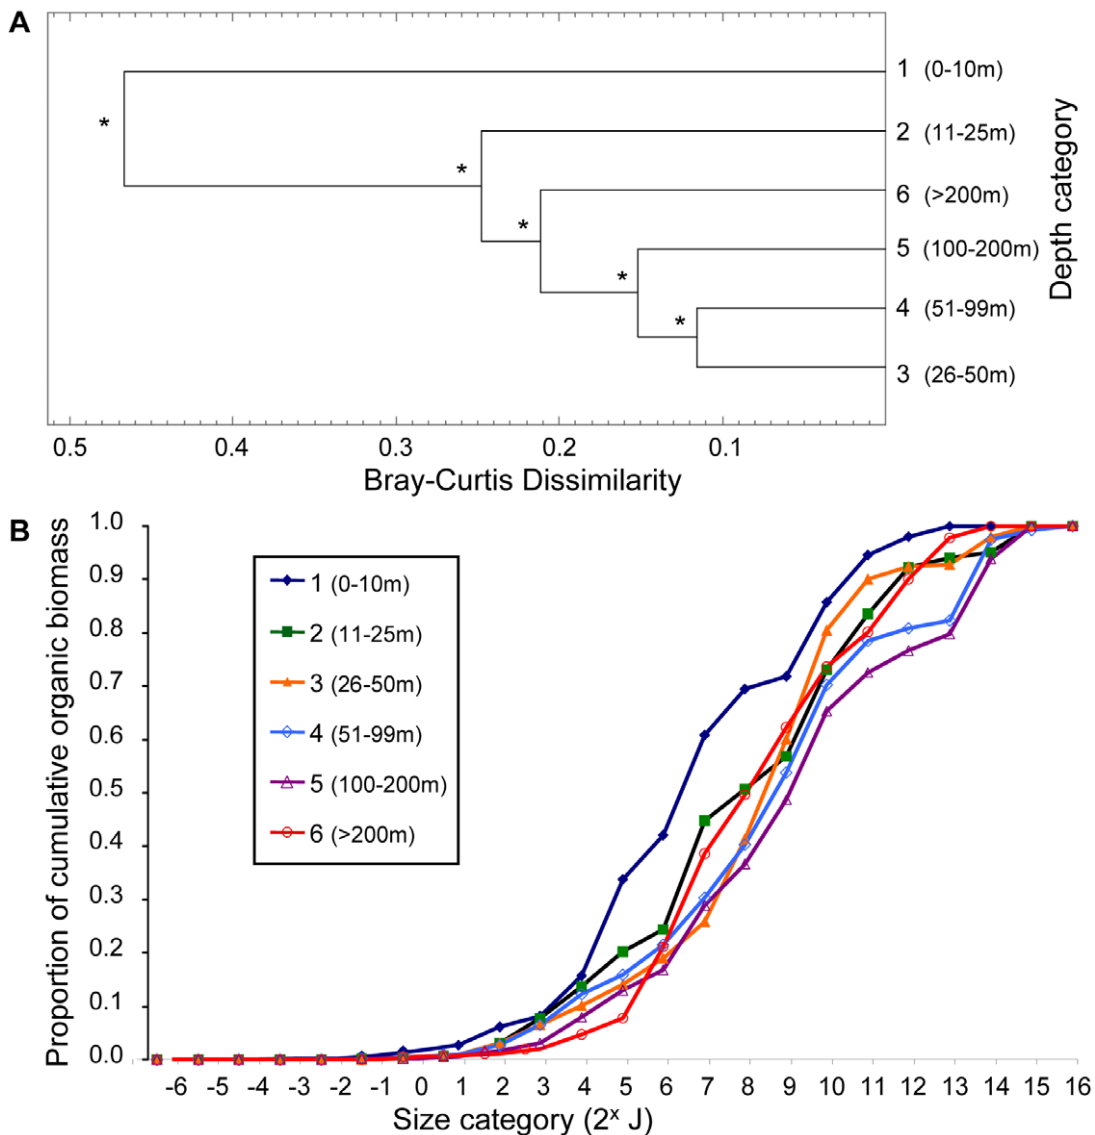 A
*
*
*
*
*
1 (0-10m)
2 (11-25m)
6 (>200m)
5 (100-200m)
4 (51-99m)
3 (26-50m)
Depth category
0.5 0.4 0.3 0.2 0.1
Bray-Curtis Dissimilarity
B
Proportion of cumulative organic biomass
1.0
0.9
0.8
0.7
0.6
0.5
0.4
0.3
0.2
0.1
0.0
1 (0-10m)
2 (11-25m)
3 (26-50m)
4 (51-99m)
5 (100-200m)
6 (>200m)
-6 -5 -4 -3 -2 -1 0 1 2 3 4 5 6 7 8 9 10 11 12 13 14 15 16
Size category (2ˣ J)